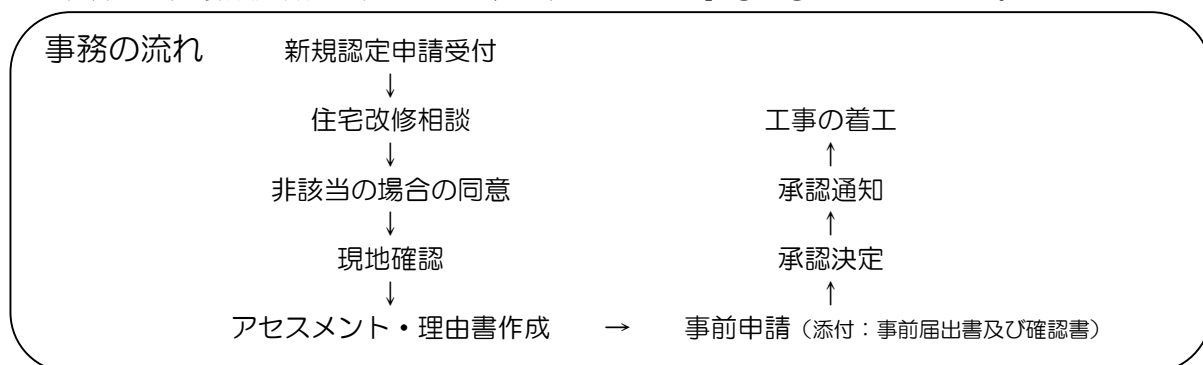 事務の流れ
新規認定申請受付
↓
住宅改修相談
↓
非該当の場合の同意
↓
現地確認
↓
アセスメント・理由書作成 → 事前申請（添付：事前届出書及び確認書）
↑
承認決定
↑
承認通知
↑
工事の着工